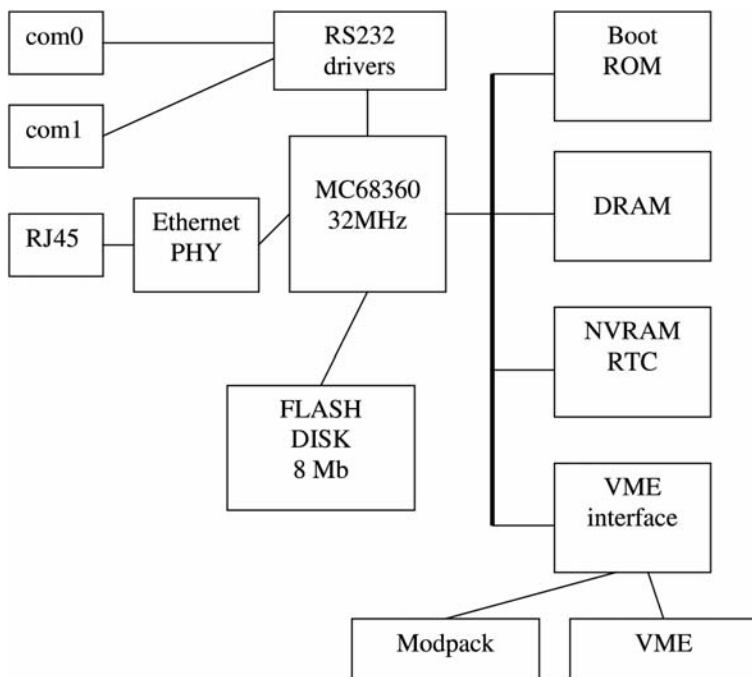 com0
RS232
drivers
Boot
ROM
com1
MC68360
32MHz
DRAM
RJ45
Ethernet
PHY
NVRAM
RTC
FLASH
DISK
8 Mb
VME
interface
Modpack
VME